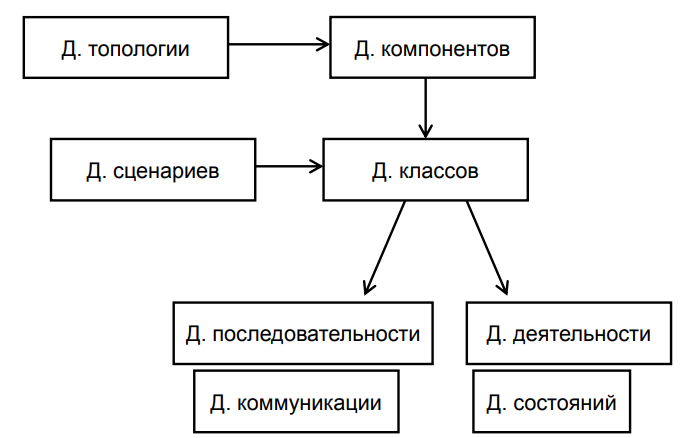 Д. топологии
Д. компонентов
Д. сценариев
Д. классов
Д. последовательности
Д. деятельности
Д. коммуникации
Д. состояний